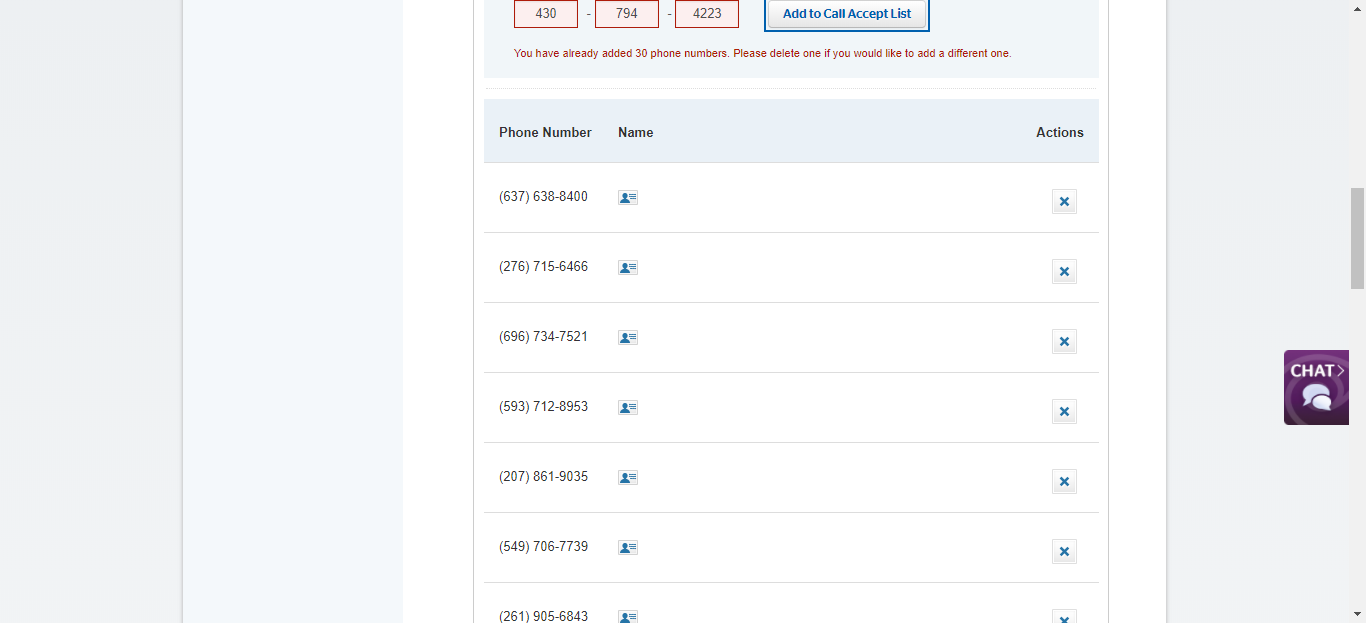 430 - 794 - 4223 Add to Call Accept List
You have already added 30 phone numbers. Please delete one if you would like to add a different one.
Phone Number Name Actions
(637) 638-8400
(276) 715-6466
(696) 734-7521
CHAT
(593) 712-8953
(207) 861-9035
(549) 706-7739
(261) 905-6843